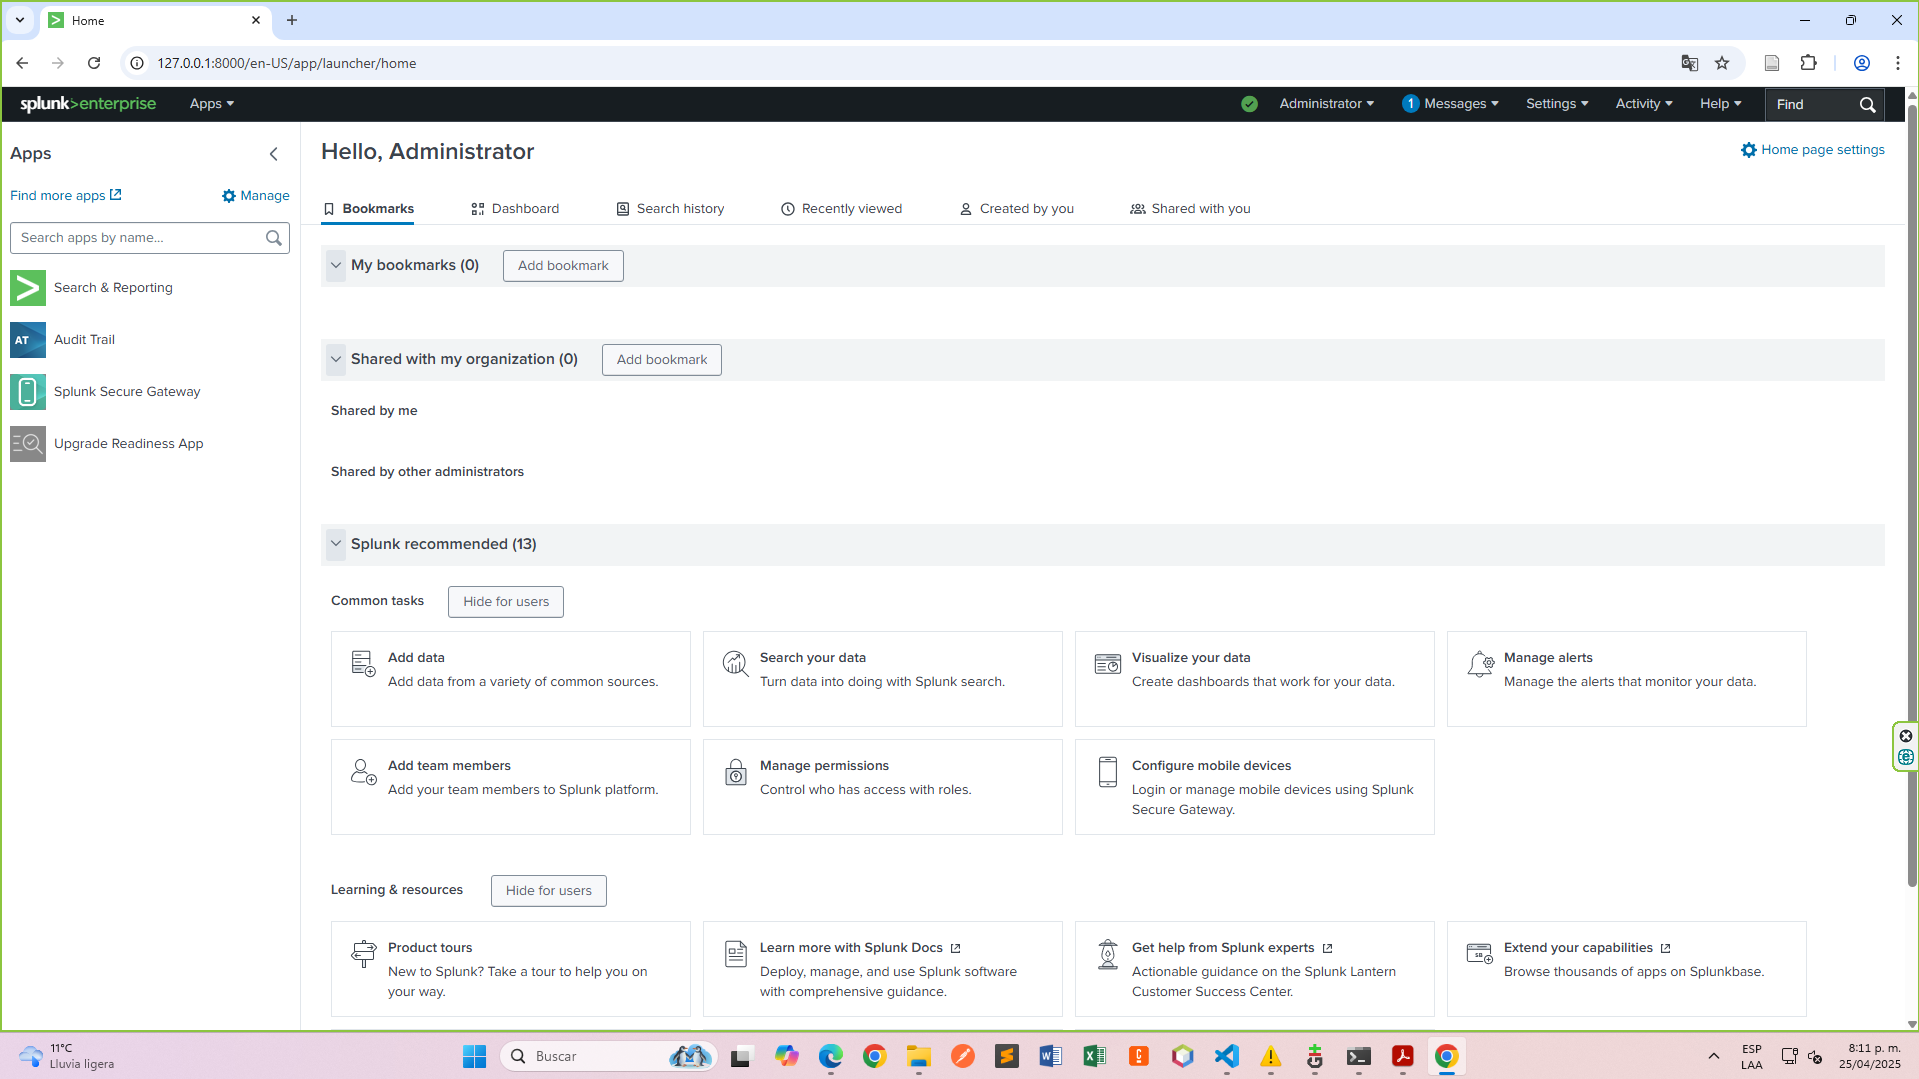 Home
127.0.0.1:8000/en-US/app/launcher/home
splunk>enterprise
Apps
Administrator
1
Messages
Settings
Activity
Help
Find
Apps
Find more apps
Manage
Search apps by name...
Search & Reporting
AT
Audit Trail
Splunk Secure Gateway
Upgrade Readiness App
Hello, Administrator
Home page settings
Bookmarks
Dashboard
Search history
Recently viewed
Created by you
Shared with you
My bookmarks (0)
Add bookmark
Shared with my organization (0)
Add bookmark
Shared by me
Shared by other administrators
Splunk recommended (13)
Common tasks
Hide for users
Add data
Add data from a variety of common sources.
Search your data
Turn data into doing with Splunk search.
Visualize your data
Create dashboards that work for your data.
Manage alerts
Manage the alerts that monitor your data.
Add team members
Add your team members to Splunk platform.
Manage permissions
Control who has access with roles.
Configure mobile devices
Login or manage mobile devices using Splunk
Secure Gateway.
Learning & resources
Hide for users
Product tours
New to Splunk? Take a tour to help you on
your way.
Learn more with Splunk Docs
Deploy, manage, and use Splunk software
with comprehensive guidance.
Get help from Splunk experts
Actionable guidance on the Splunk Lantern
Customer Success Center.
Extend your capabilities
Browse thousands of apps on Splunkbase.
11°C
Lluvia ligera
Buscar
ESP
LAA
8:11 p. m.
25/04/2025